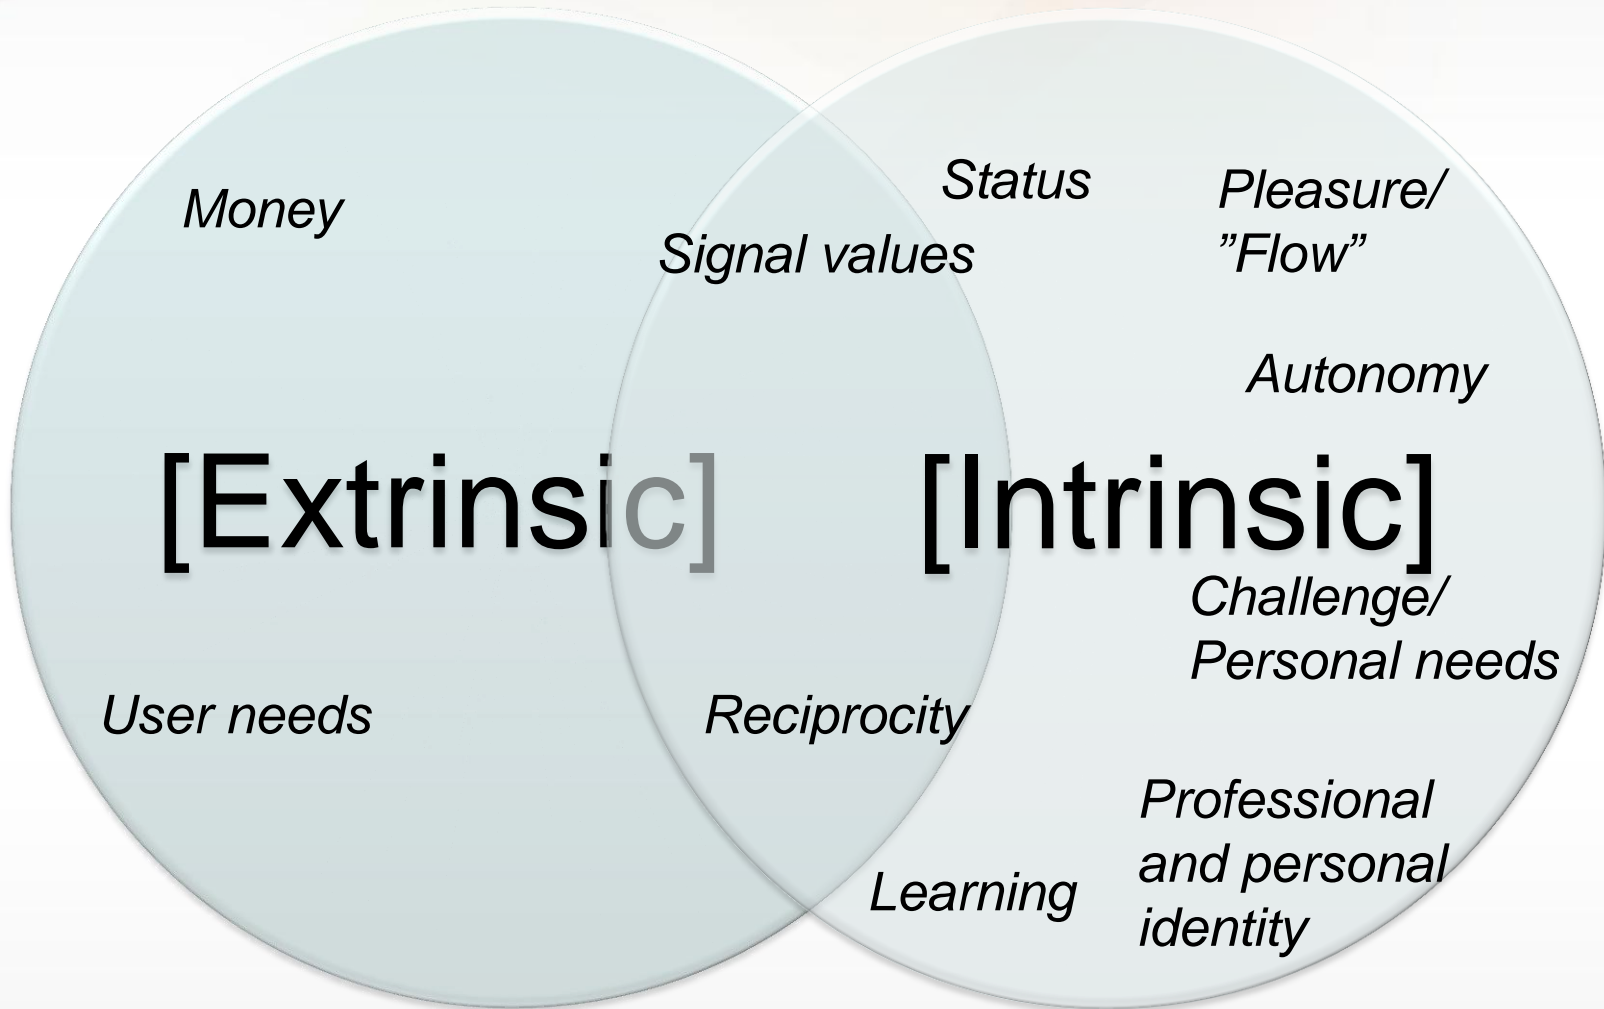 Money
Status
Pleasure/
”Flow”
Signal values
Autonomy
[Extrinsic]
[Intrinsic]
Challenge/
Personal needs
User needs
Reciprocity
Professional
and personal
identity
Learning